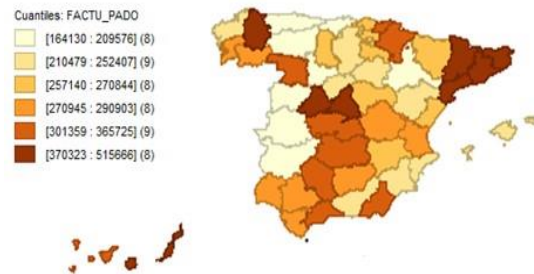 Cuantiles: FACTU_PADO
[164130 : 209576] (8)
[210479 : 252407] (9)
[257140 : 270844] (8)
[270945 : 290903] (8)
[301359 : 365725] (9)
[370323 : 515666] (8)